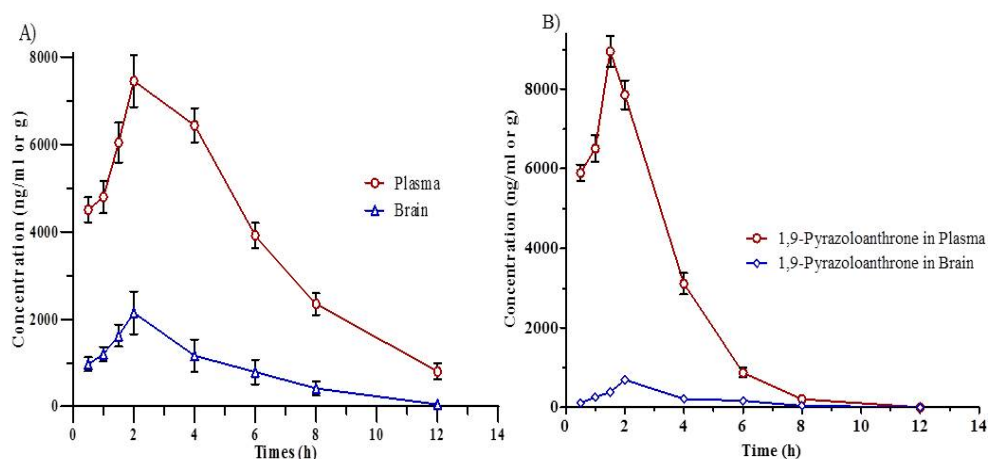 A)
Concentration (ng/ml or g)
8000
6000
4000
2000
0
Plasma
Brain
0 2 4 6 8 10 12 14
Times (h)
B)
Concentration (ng/ml or g)
8000
6000
4000
2000
0
1,9-Pyrazoloanthrone in Plasma
1,9-Pyrazoloanthrone in Brain
0 2 4 6 8 10 12 14
Time (h)